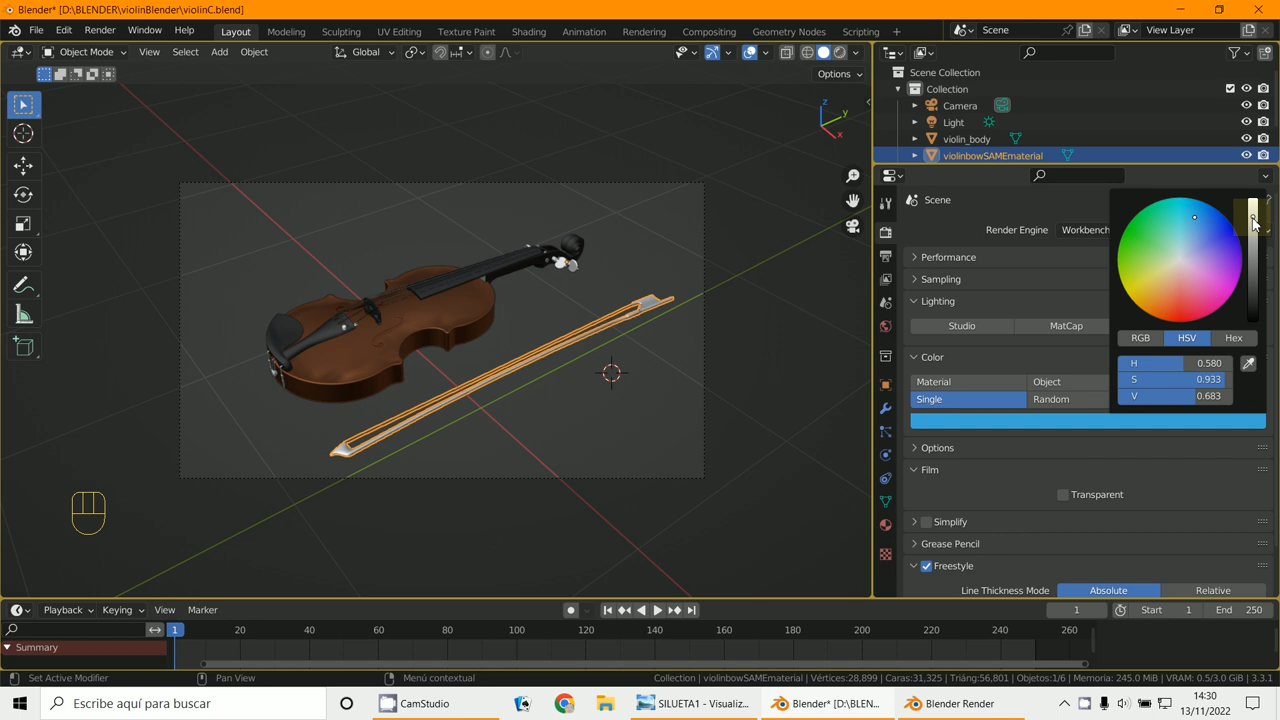 Blender* [D:\BLENDER\violinBlender\violinC.blend]
File Edit Render Window Help Layout Modeling Sculpting UV Editing Texture Paint Shading Animation Rendering Compositing Geometry Nodes Scripting + Scene View Layer
Object Mode View Select Add Object Global
Options
Scene Collection
Collection
Camera
Light
violin_body
violinbowSAMEmaterial
Scene
Render Engine Workbench
Performance
Sampling
Lighting
Studio MatCap
Color
Material Object
Single Random
RGB HSV Hex
H 0.580
S 0.933
V 0.683
Options
Film
Transparent
Simplify
Grease Pencil
Freestyle
Line Thickness Mode Absolute Relative
z
y
x
Playback Keying View Marker 1 Start 1 End 250
1 20 40 60 80 100 120 140 160 180 200 220 240 260
Summary
Set Active Modifier Pan View Menú contextual Collection | violinbowSAMEmaterial | Vértices:28,899 | Caras:31,325 | Triáng:56,801 | Objetos:1/6 | Memoria: 245.0 MiB | VRAM: 0.5/3.0 GiB | 3.3.1
Escribe aquí para buscar CamStudio SILUETA1 - Visualiz... Blender* [D:\BLEN... Blender Render 14:30
13/11/2022